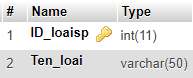 # Name Type
1 ID_loaisp int(11)
2 Ten_loai varchar(50)